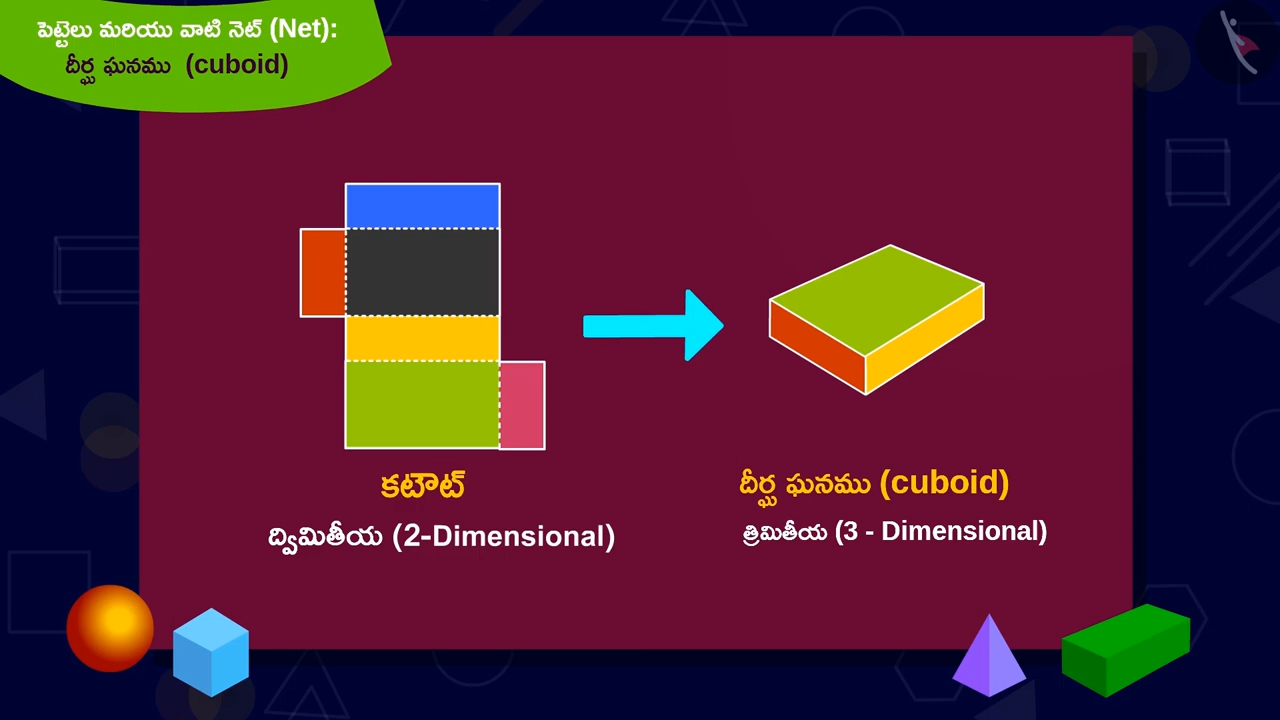 పెట్టెలు మరియు వాటి నెట్ (Net):
దీర్ఘ ఘనము (cuboid)
కటౌట్
ద్విమితీయ (2-Dimensional)
దీర్ఘ ఘనము (cuboid)
త్రిమితీయ (3 - Dimensional)